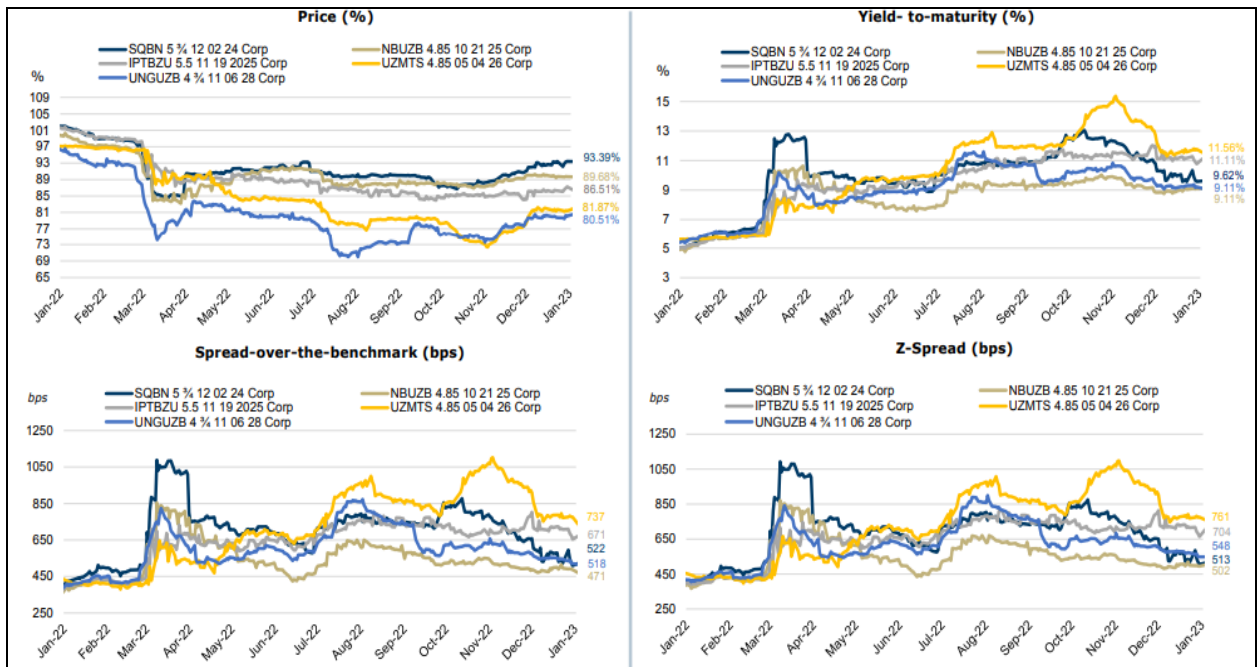 Price (%)
SQBN 5 ¾ 12 02 24 Corp
NBUZB 4.85 10 21 25 Corp
IPTBZU 5.5 11 19 2025 Corp
UZMTS 4.85 05 04 26 Corp
UNGUZB 4 ¾ 11 06 28 Corp
%
109
105
101
97
93
89
85
81
77
73
69
65
93.39%
89.68%
86.51%
81.87%
80.51%
Jan-22
Feb-22
Mar-22
Apr-22
May-22
Jun-22
Jul-22
Aug-22
Sep-22
Oct-22
Nov-22
Dec-22
Jan-23
Yield- to-maturity (%)
SQBN 5 ¾ 12 02 24 Corp
NBUZB 4.85 10 21 25 Corp
IPTBZU 5.5 11 19 2025 Corp
UZMTS 4.85 05 04 26 Corp
UNGUZB 4 ¾ 11 06 28 Corp
%
15
13
11
9
7
5
3
11.56%
11.11%
9.62%
9.11%
9.11%
Jan-22
Feb-22
Mar-22
Apr-22
May-22
Jun-22
Jul-22
Aug-22
Sep-22
Oct-22
Nov-22
Dec-22
Jan-23
Spread-over-the-benchmark (bps)
SQBN 5 ¾ 12 02 24 Corp
NBUZB 4.85 10 21 25 Corp
IPTBZU 5.5 11 19 2025 Corp
UZMTS 4.85 05 04 26 Corp
UNGUZB 4 ¾ 11 06 28 Corp
bps
1250
1050
850
650
450
250
737
671
522
518
471
Jan-22
Feb-22
Mar-22
Apr-22
May-22
Jun-22
Jul-22
Aug-22
Sep-22
Oct-22
Nov-22
Dec-22
Jan-23
Z-Spread (bps)
SQBN 5 ¾ 12 02 24 Corp
NBUZB 4.85 10 21 25 Corp
IPTBZU 5.5 11 19 2025 Corp
UZMTS 4.85 05 04 26 Corp
UNGUZB 4 ¾ 11 06 28 Corp
bps
1250
1050
850
650
450
250
761
704
548
513
502
Jan-22
Feb-22
Mar-22
Apr-22
May-22
Jun-22
Jul-22
Aug-22
Sep-22
Oct-22
Nov-22
Dec-22
Jan-23